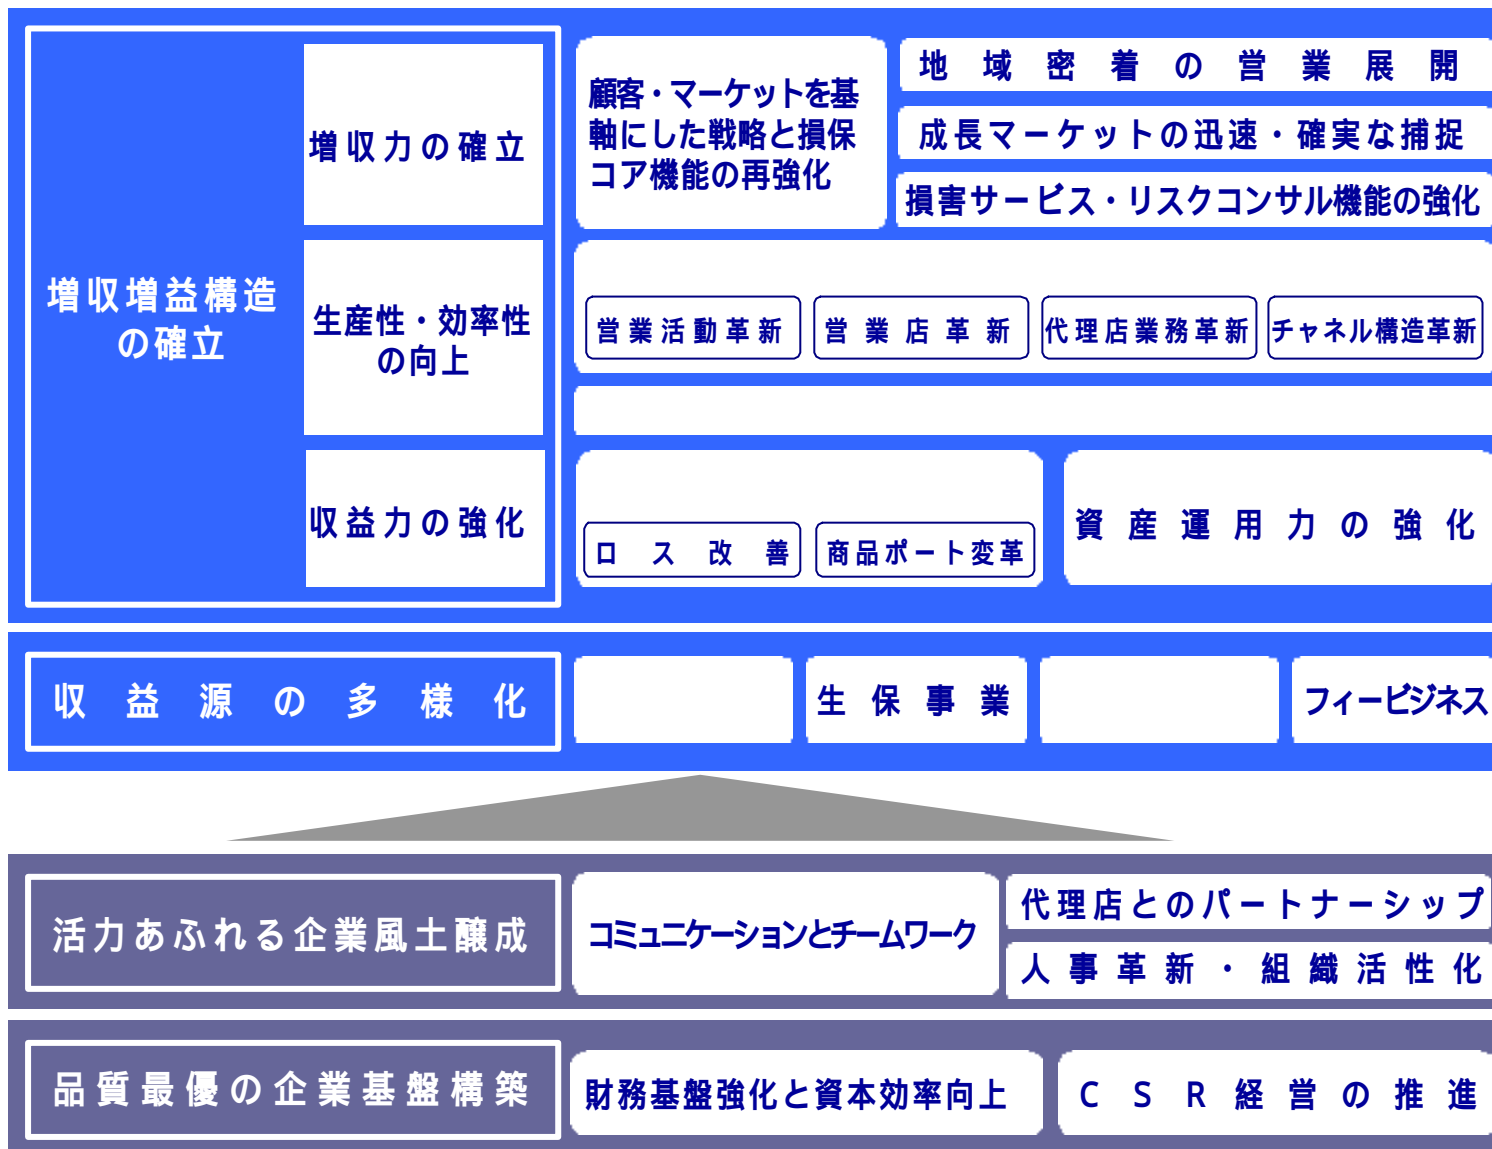 増収増益構造
の確立
増収力の確立
顧客・マーケットを基
軸にした戦略と損保
コア機能の再強化
地域密着の営業展開
成長マーケットの迅速・確実な捕捉
損害サービス・リスクコンサル機能の強化
生産性・効率性
の向上
営業活動革新
営業店革新
代理店業務革新
チャネル構造革新
収益力の強化
ロス改善
商品ポート変革
資産運用力の強化
収益源の多様化
生保事業
フィービジネス
活力あふれる企業風土醸成
コミュニケーションとチームワーク
代理店とのパートナーシップ
人事革新・組織活性化
品質最優の企業基盤構築
財務基盤強化と資本効率向上
CSR経営の推進